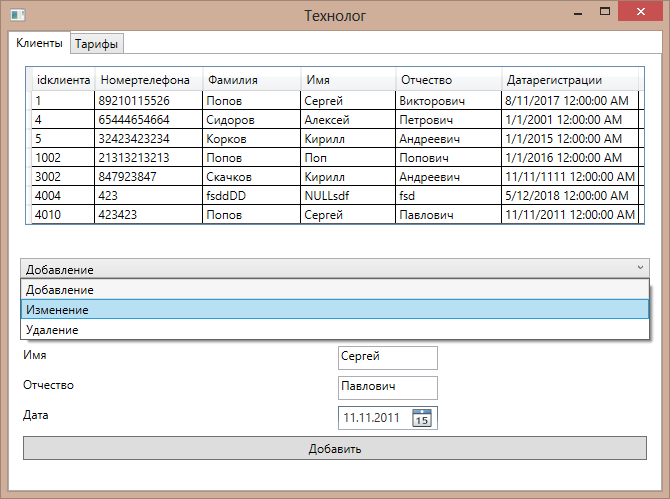 Технолог
Клиенты Тарифы
idклиента Номертелефона Фамилия Имя Отчество Датарегистрации
1 89210115526 Попов Сергей Викторович 8/11/2017 12:00:00 AM
4 65444654664 Сидоров Алексей Петрович 1/1/2001 12:00:00 AM
5 32423423234 Корков Кирилл Андреевич 1/1/2015 12:00:00 AM
1002 21313213213 Попов Поп Попович 1/1/2016 12:00:00 AM
3002 847923847 Скачков Кирилл Андреевич 11/11/1111 12:00:00 AM
4004 423 fsddDD NULLsdf fsd 5/12/2018 12:00:00 AM
4010 423423 Попов Сергей Павлович 11/11/2011 12:00:00 AM
Добавление
Добавление
Изменение
Удаление
Имя Сергей
Отчество Павлович
Дата 11.11.2011 15
Добавить